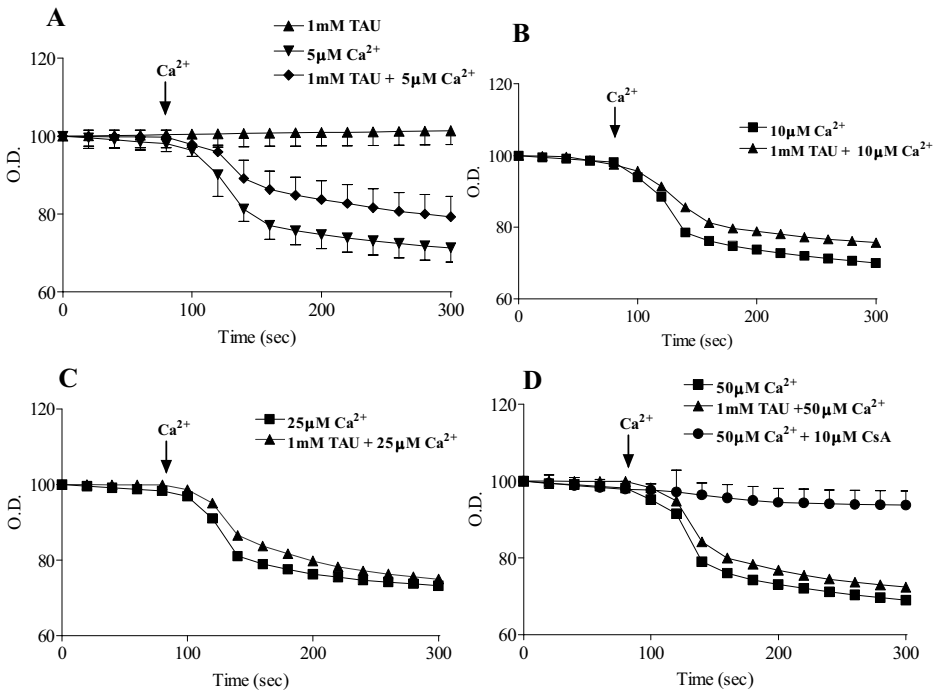 A
1mM TAU
5µM Ca²⁺
1mM TAU + 5µM Ca²⁺
Ca²⁺
120
100
80
60
O.D.
0
100
200
300
Time (sec)
B
10µM Ca²⁺
1mM TAU + 10µM Ca²⁺
Ca²⁺
120
100
80
60
O.D.
0
100
200
300
Time (sec)
C
25µM Ca²⁺
1mM TAU + 25µM Ca²⁺
Ca²⁺
120
100
80
60
O.D.
0
100
200
300
Time (sec)
D
50µM Ca²⁺
1mM TAU +50µM Ca²⁺
50µM Ca²⁺ + 10µM CsA
Ca²⁺
120
100
80
60
O.D.
0
100
200
300
Time (sec)